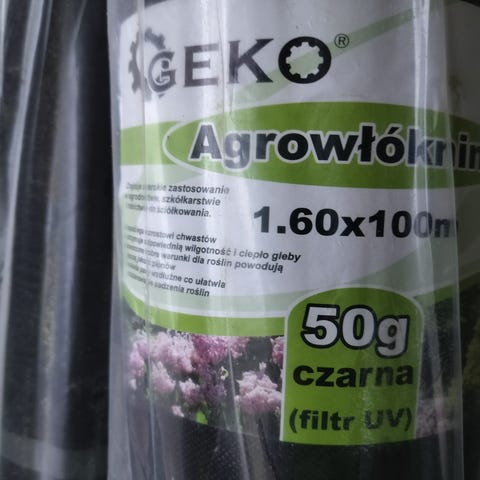 GEKO®
Agrowłóknin
zastosowanie
szkółkarstwie
ściółkowania.
1.60x100m
chwastów
wilgotność i ciepło gleby
warunki dla roślin powodują
plonów
co ułatwia
sadzenia roślin
50g
czarna
(filtr UV)